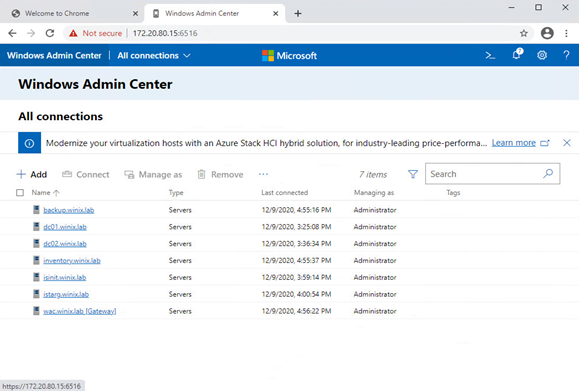 Welcome to Chrome
Windows Admin Center
Not secure | 172.20.80.15:6516
Windows Admin Center | All connections
Microsoft
7
Windows Admin Center
All connections
Modernize your virtualization hosts with an Azure Stack HCI hybrid solution, for industry-leading price-performa... Learn more
Add Connect Manage as Remove ... 7 items Search
Name Type Last connected Managing as Tags
backup.winix.lab Servers 12/9/2020, 4:55:16 PM Administrator
dc01.winix.lab Servers 12/9/2020, 3:25:08 PM Administrator
dc02.winix.lab Servers 12/9/2020, 3:36:34 PM Administrator
inventory.winix.lab Servers 12/9/2020, 4:55:37 PM Administrator
isinit.winix.lab Servers 12/9/2020, 3:59:14 PM Administrator
istarg.winix.lab Servers 12/9/2020, 4:00:54 PM Administrator
wac.winix.lab [Gateway] Servers 12/9/2020, 4:56:22 PM Administrator
https://172.20.80.15:6516